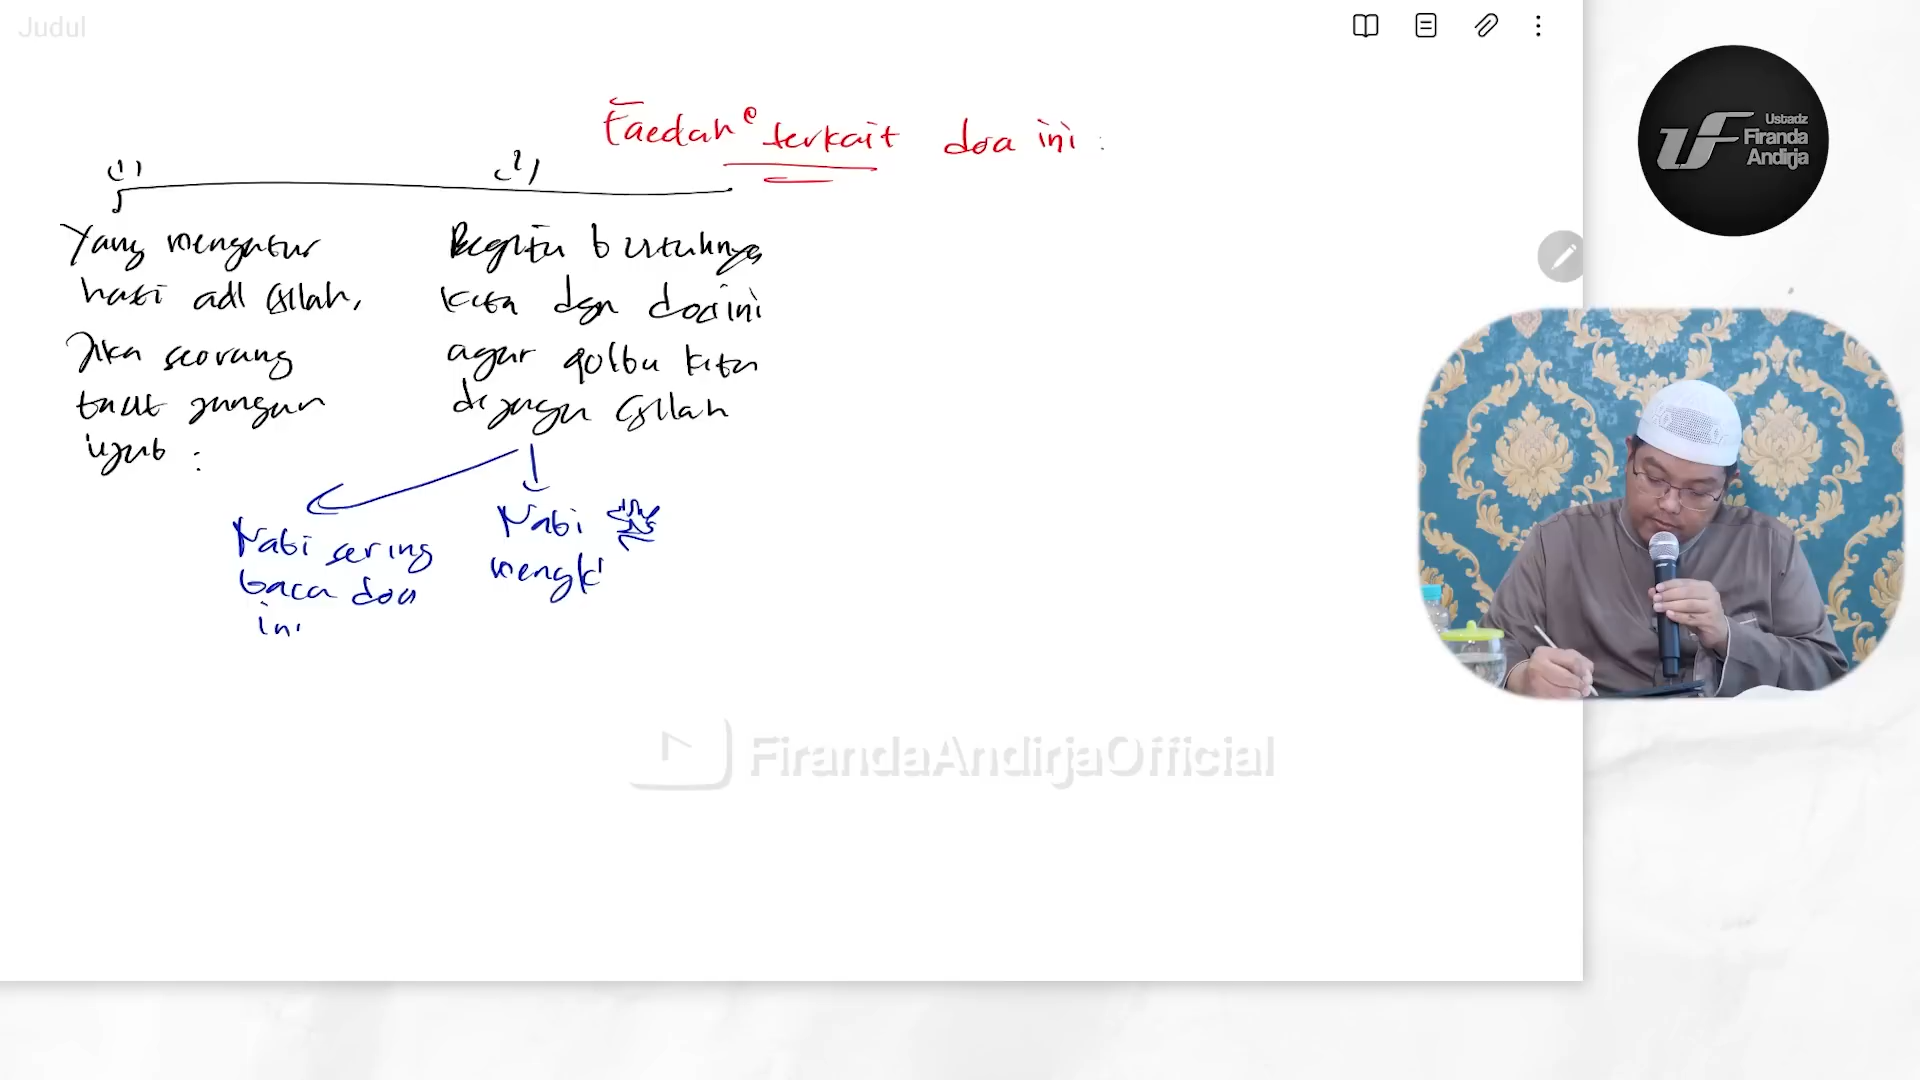 Judul
Faedah² terkait doa ini :
(1)
Yang mengatur
hati adl Allah,
Jika seorang
taat jangan
ujub :
(2)
Begitu butuhnya
kita dgn doa ini
agar qolbu kita
dijaga Allah
Nabi sering
baca doa
ini
Nabi ﷺ
mengk
Ustadz
Firanda
Andirja
FirandaAndirjaOfficial